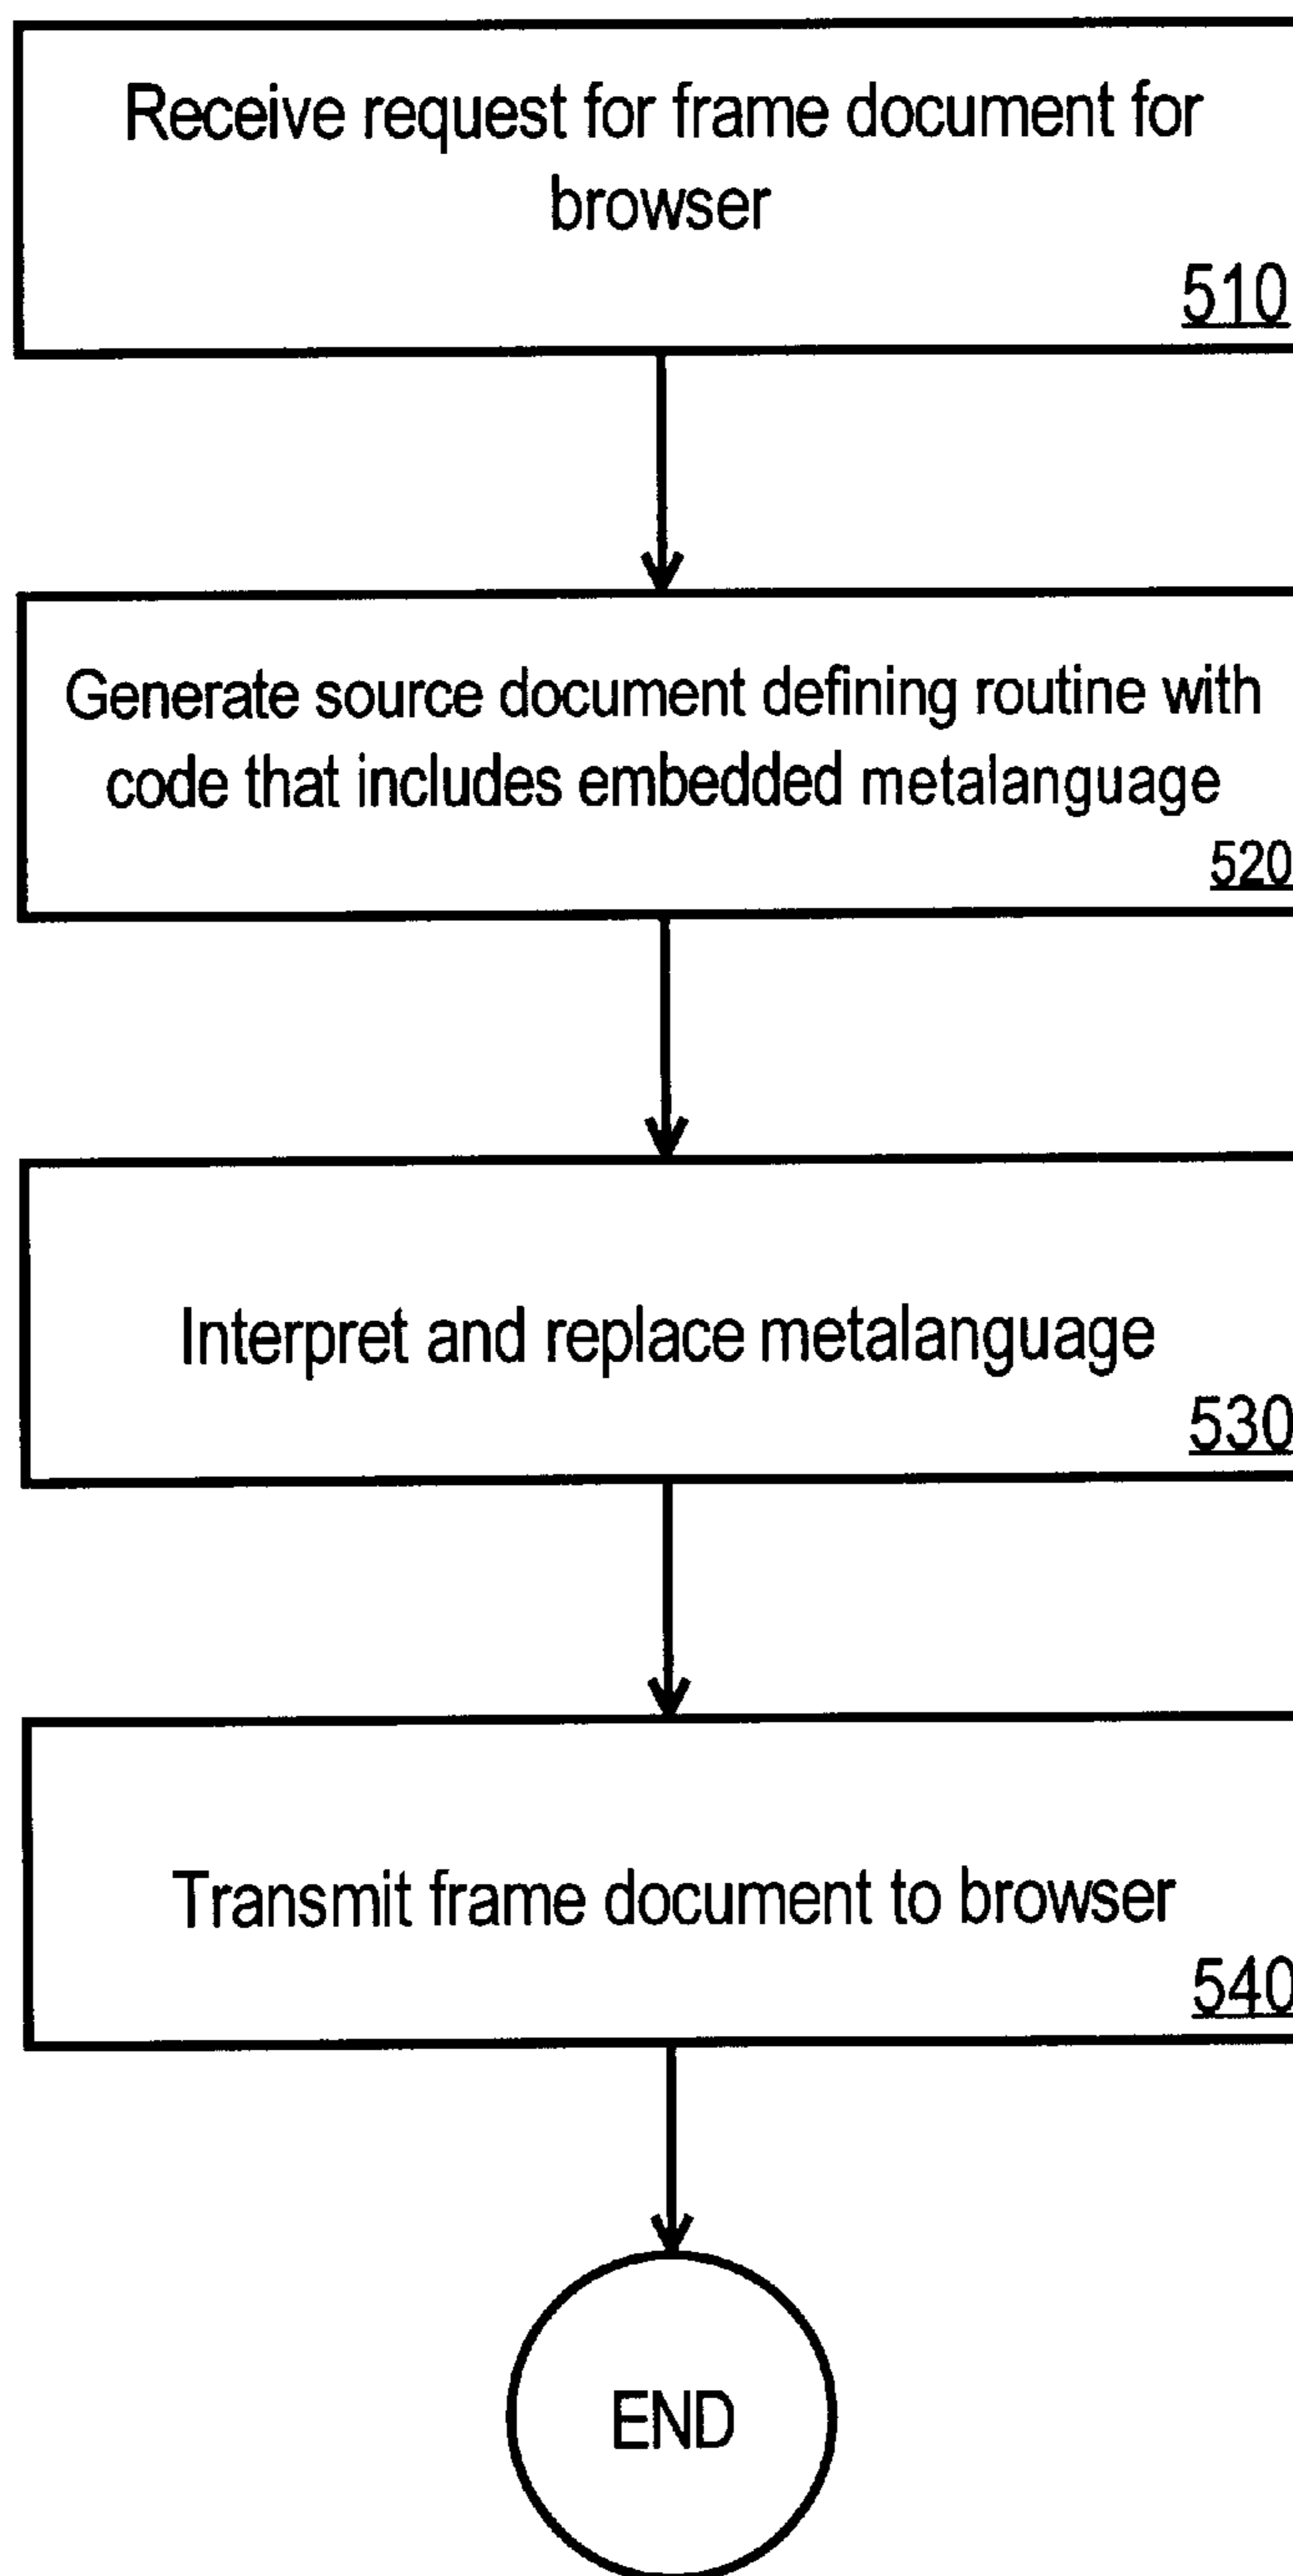 Receive request for frame document for
browser
510
Generate source document defining routine with
code that includes embedded metalanguage
520
Interpret and replace metalanguage
530
Transmit frame document to browser
540
END